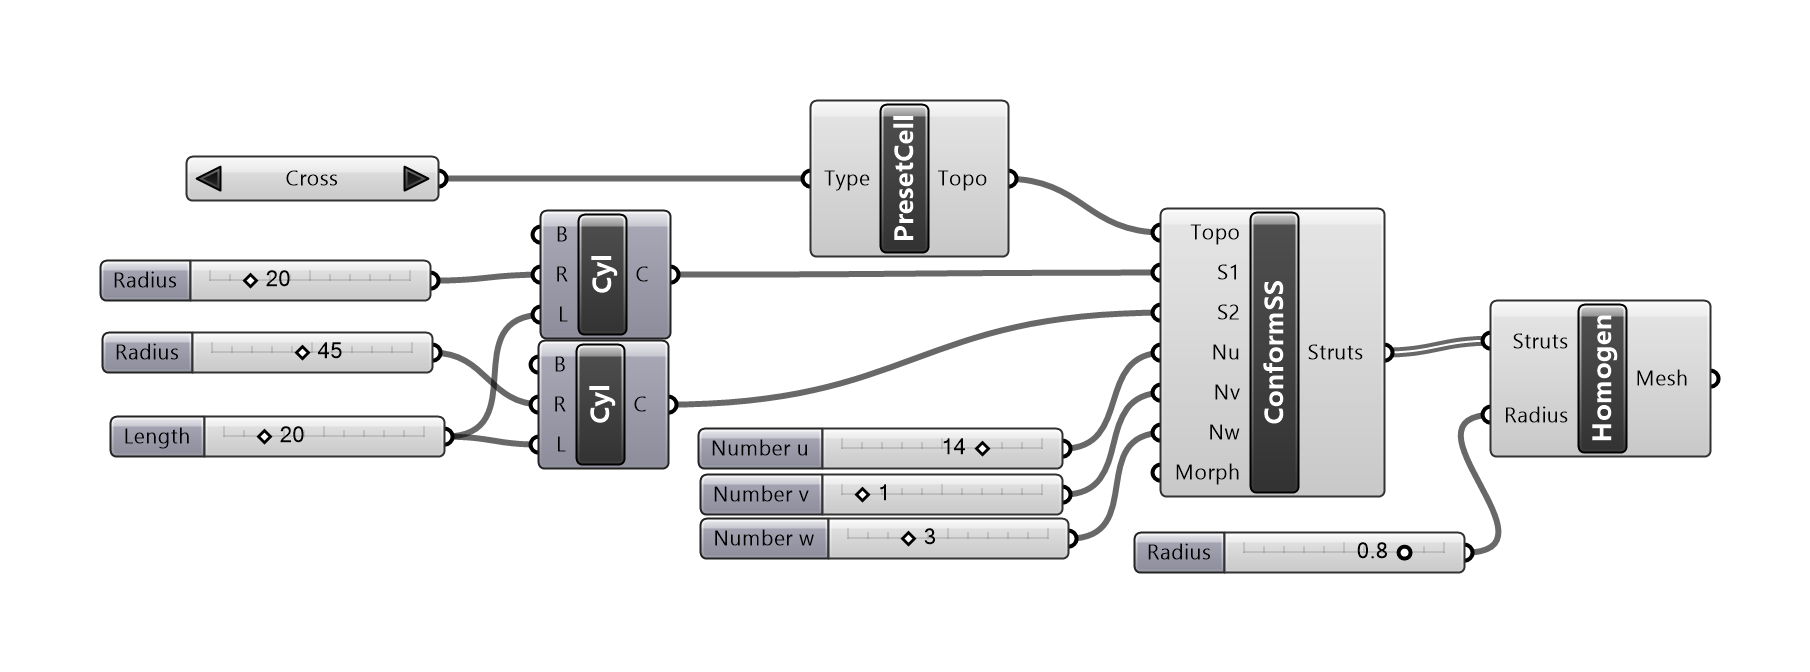 Cross
Type
PresetCell
Topo
Radius 20
B
R
L
Cyl
C
Radius 45
Length 20
B
R
L
Cyl
C
Number u 14
Number v 1
Number w 3
Topo
S1
S2
Nu
Nv
Nw
Morph
ConformSS
Struts
Radius 0.8
Struts
Radius
Homogen
Mesh